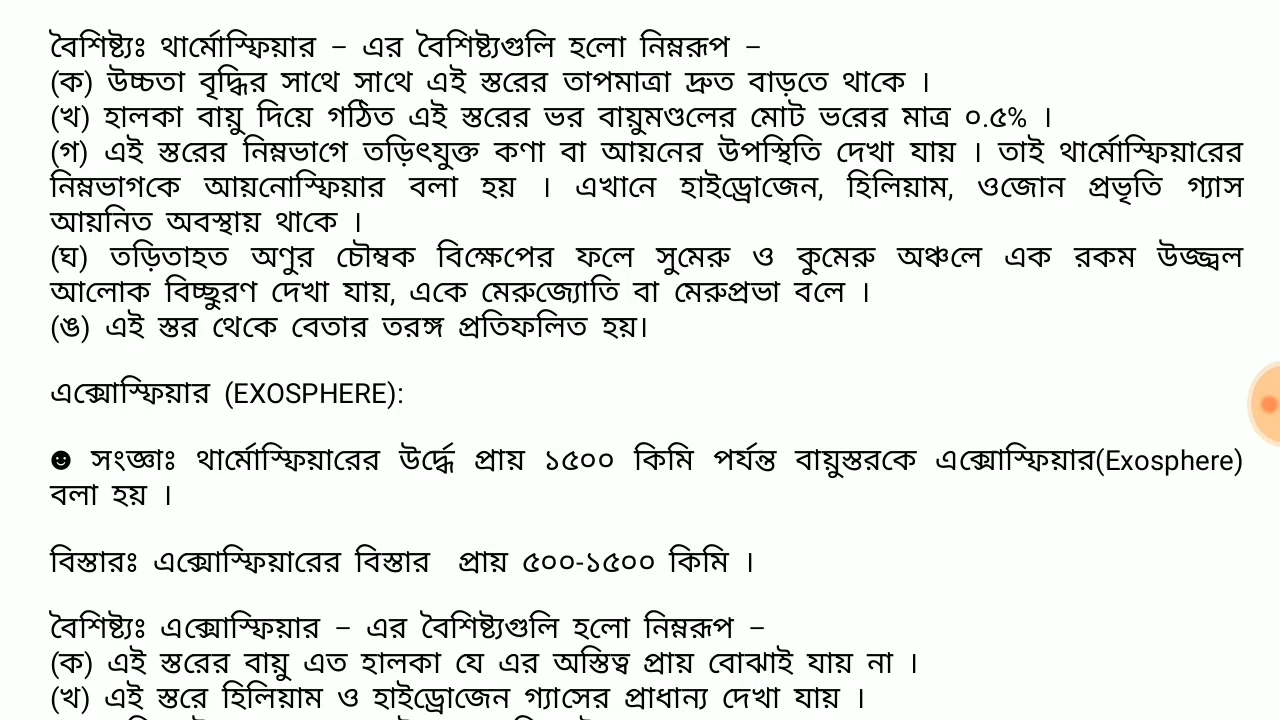 বৈশিষ্ট্যঃ থার্মোস্ফিয়ার – এর বৈশিষ্ট্যগুলি হলো নিম্নরূপ –
(ক) উচ্চতা বৃদ্ধির সাথে সাথে এই স্তরের তাপমাত্রা দ্রুত বাড়তে থাকে ।
(খ) হালকা বায়ু দিয়ে গঠিত এই স্তরের ভর বায়ুমণ্ডলের মোট ভরের মাত্র ০.৫% ।
(গ) এই স্তরের নিম্নভাগে তড়িৎযুক্ত কণা বা আয়নের উপস্থিতি দেখা যায় । তাই থার্মোস্ফিয়ারের
নিম্নভাগকে আয়নোস্ফিয়ার বলা হয় । এখানে হাইড্রোজেন, হিলিয়াম, ওজোন প্রভৃতি গ্যাস
আয়নিত অবস্থায় থাকে ।
(ঘ) তড়িতাহত অণুর চৌম্বক বিক্ষেপের ফলে সুমেরু ও কুমেরু অঞ্চলে এক রকম উজ্জ্বল
আলোক বিচ্ছুরণ দেখা যায়, একে মেরুজ্যোতি বা মেরুপ্রভা বলে ।
(ঙ) এই স্তর থেকে বেতার তরঙ্গ প্রতিফলিত হয়।
এক্সোস্ফিয়ার (EXOSPHERE):
☻ সংজ্ঞাঃ থার্মোস্ফিয়ারের উর্দ্ধে প্রায় ১৫০০ কিমি পর্যন্ত বায়ুস্তরকে এক্সোস্ফিয়ার(Exosphere)
বলা হয় ।
বিস্তারঃ এক্সোস্ফিয়ারের বিস্তার প্রায় ৫০০-১৫০০ কিমি ।
বৈশিষ্ট্যঃ এক্সোস্ফিয়ার – এর বৈশিষ্ট্যগুলি হলো নিম্নরূপ –
(ক) এই স্তরের বায়ু এত হালকা যে এর অস্তিত্ব প্রায় বোঝাই যায় না ।
(খ) এই স্তরে হিলিয়াম ও হাইড্রোজেন গ্যাসের প্রাধান্য দেখা যায় ।